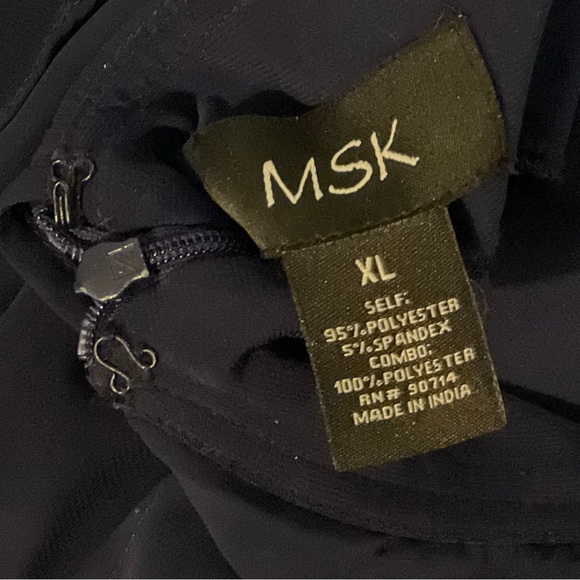 MSK
XL
SELF:
95%POLYESTER
5%SPANDEX
COMBO:
100%POLYESTER
RN# 90714
MADE IN INDIA